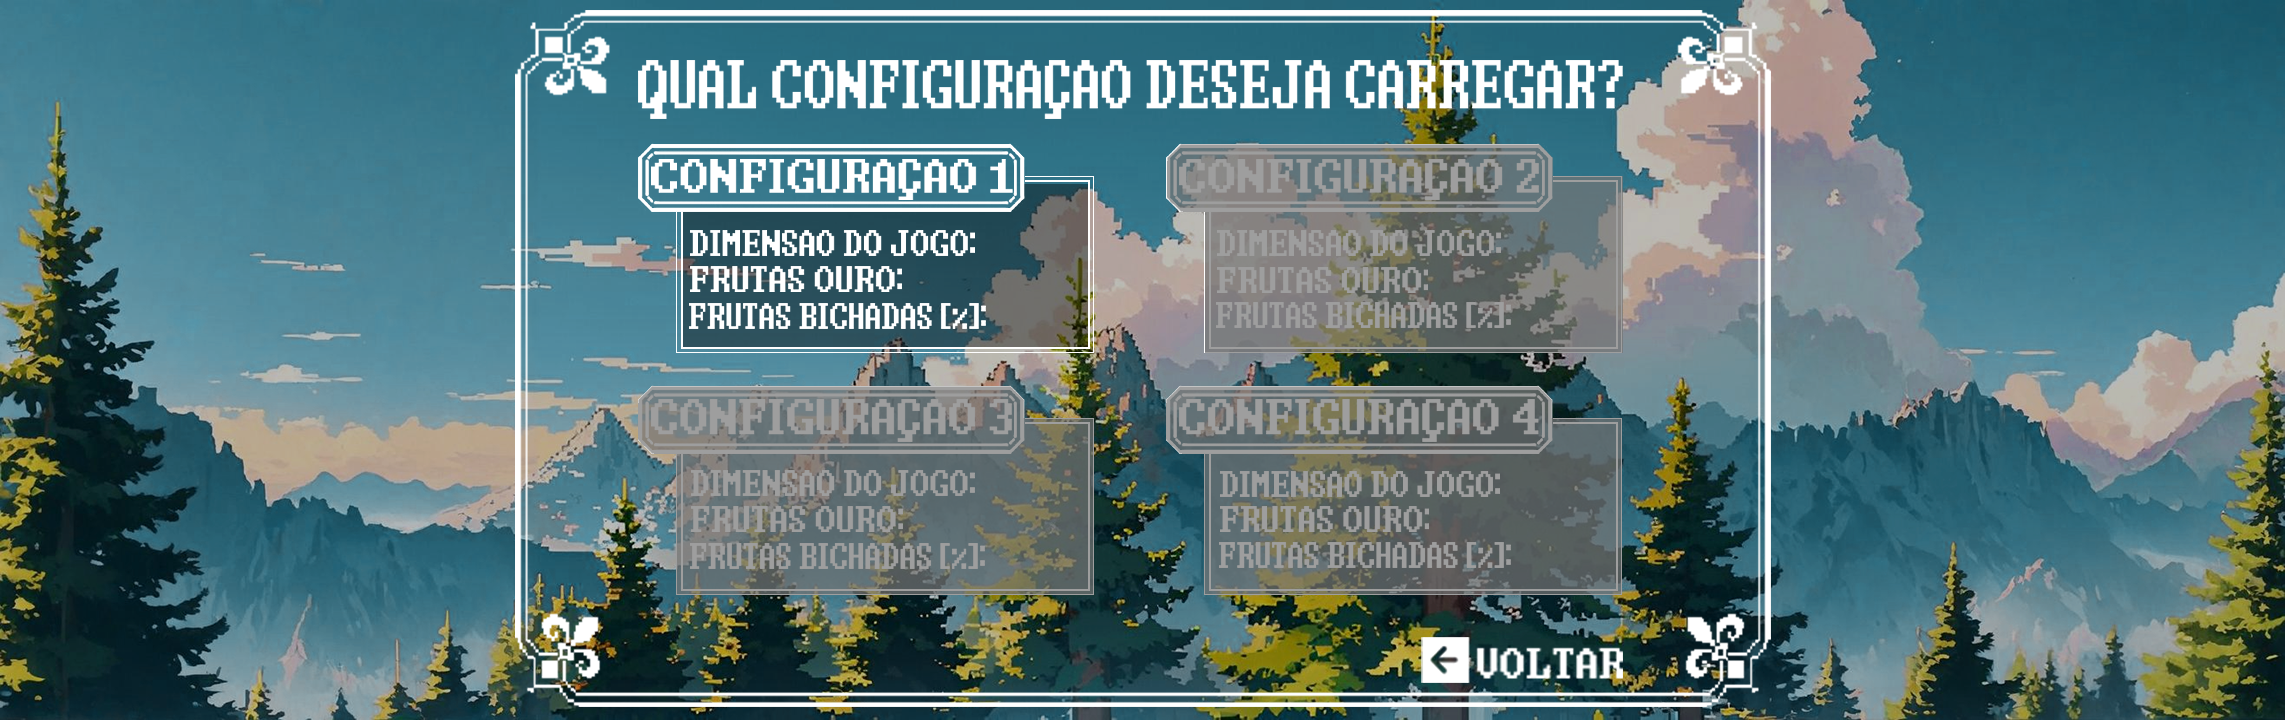 QUAL CONFIGURAÇAO DESEJA CARREGAR?
CONFIGURAÇAO 1
DIMENSAO DO JOGO:
FRUTAS OURO:
FRUTAS BICHADAS [%]:
CONFIGURAÇAO 2
DIMENSAO DO JOGO:
FRUTAS OURO:
FRUTAS BICHADAS [%]:
CONFIGURAÇAO 3
DIMENSAO DO JOGO:
FRUTAS OURO:
FRUTAS BICHADAS [%]:
CONFIGURAÇAO 4
DIMENSAO DO JOGO:
FRUTAS OURO:
FRUTAS BICHADAS [%]:
← VOLTAR